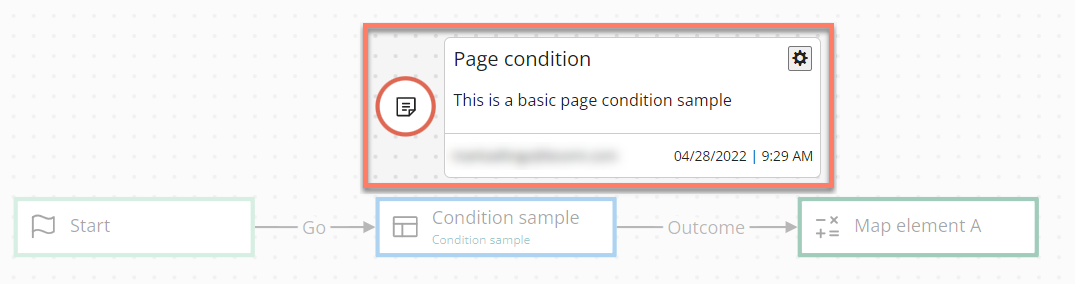 Page condition
This is a basic page condition sample
04/28/2022 | 9:29 AM
Start
Go
Condition sample
Condition sample
Outcome
Map element A